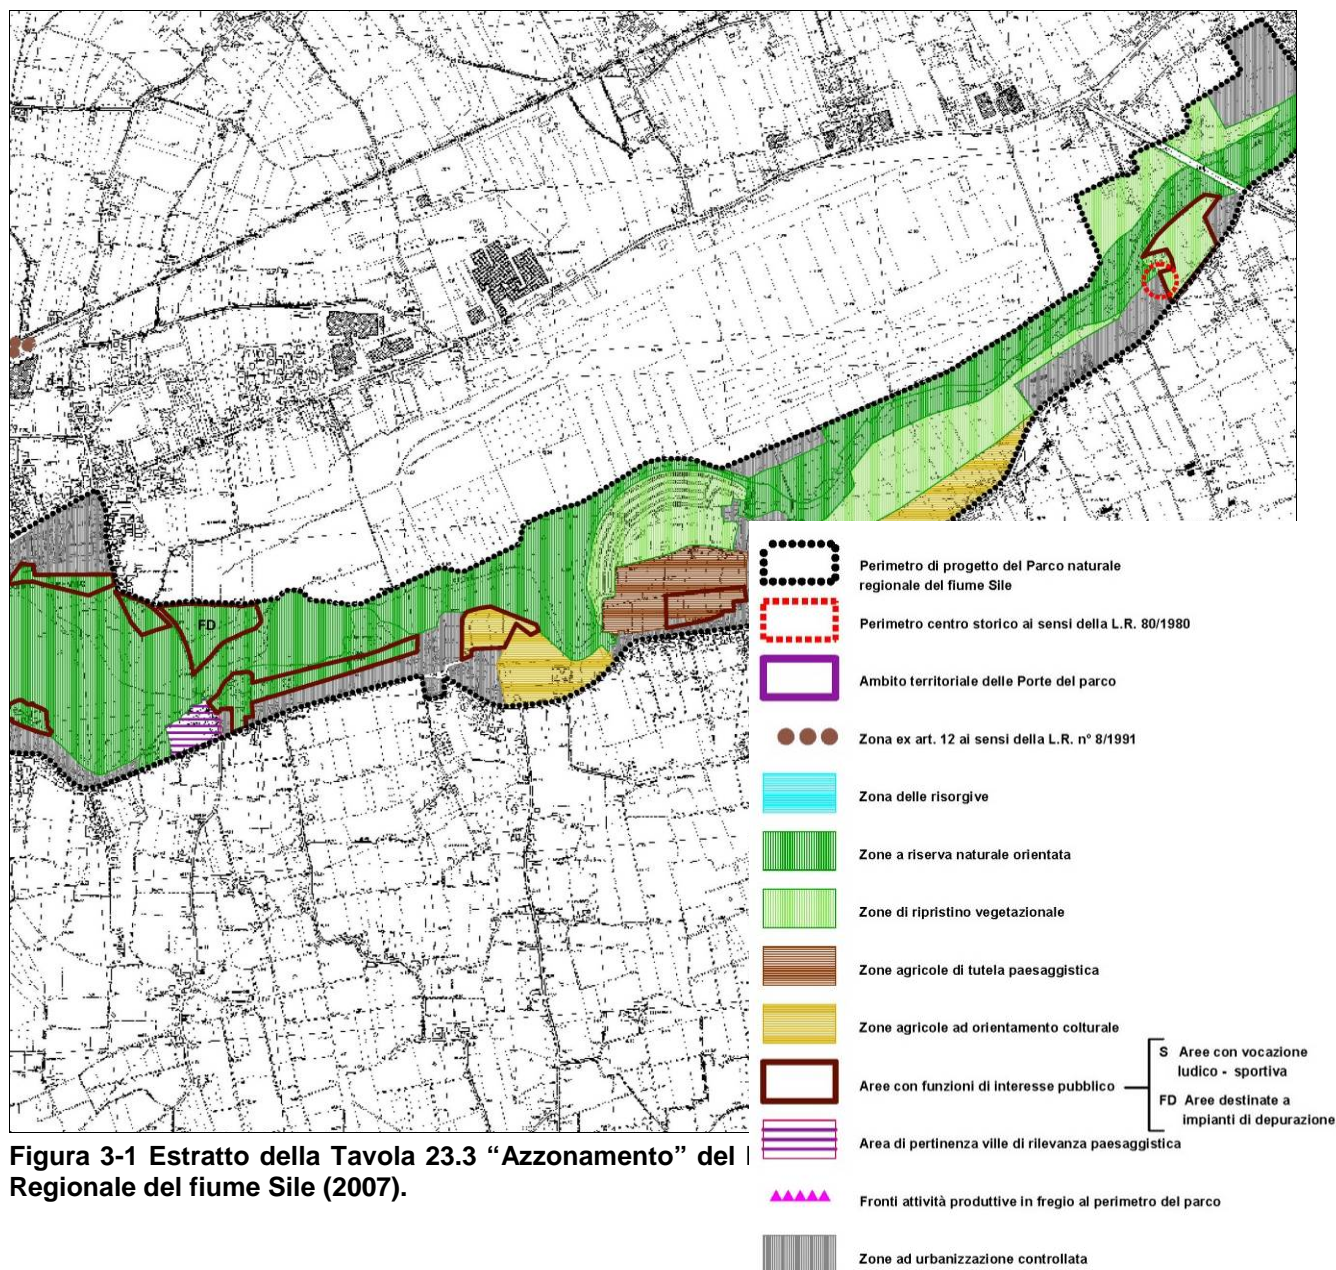 FD
Perimetro di progetto del Parco naturale
regionale del fiume Sile
Perimetro centro storico ai sensi della L.R. 80/1980
Ambito territoriale delle Porte del parco
Zona ex art. 12 ai sensi della L.R. n° 8/1991
Zona delle risorgive
Zone a riserva naturale orientata
Zone di ripristino vegetazionale
Zone agricole di tutela paesaggistica
Zone agricole ad orientamento colturale
Aree con funzioni di interesse pubblico
S Aree con vocazione
ludico - sportiva
FD Aree destinate a
impianti di depurazione
Area di pertinenza ville di rilevanza paesaggistica
Fronti attività produttive in fregio al perimetro del parco
Zone ad urbanizzazione controllata
Figura 3-1 Estratto della Tavola 23.3 “Azzonamento” del
Regionale del fiume Sile (2007).